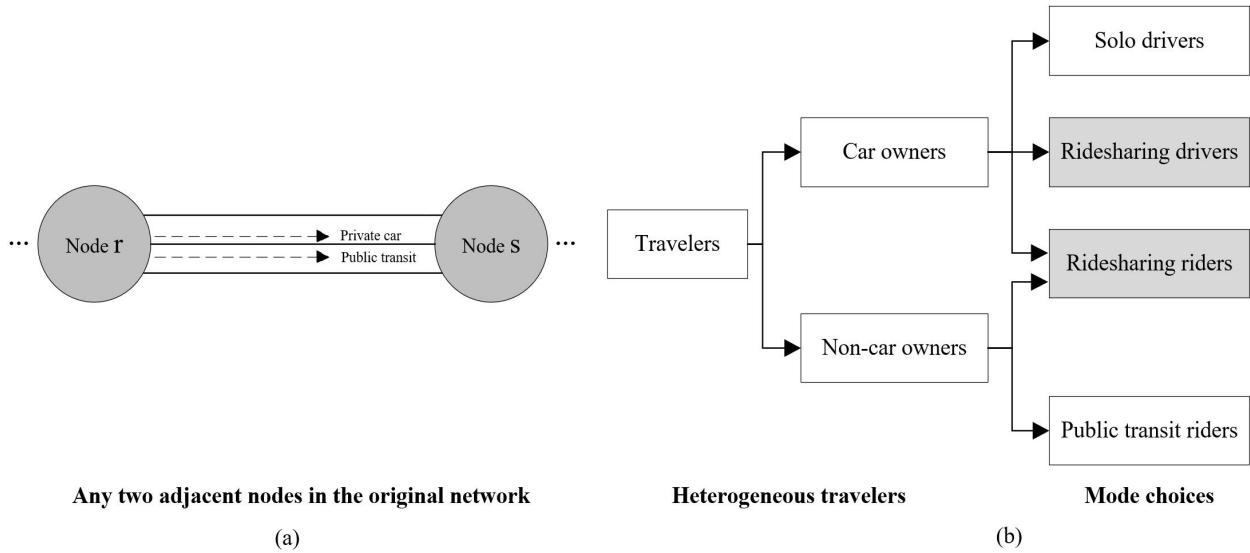 Solo drivers
Car owners
Ridesharing drivers
... Node r
Private car
Public transit
Node s ...
Travelers
Ridesharing riders
Non-car owners
Public transit riders
Any two adjacent nodes in the original network
Heterogeneous travelers
Mode choices
(a)
(b)